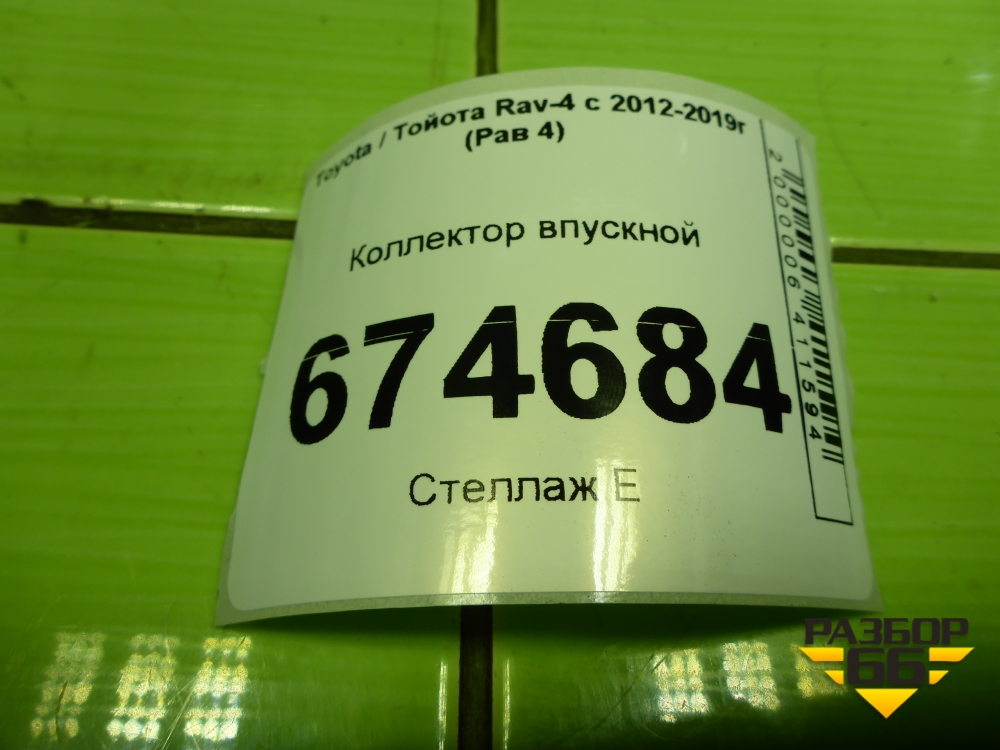 Toyota / Тойота Rav-4 с 2012-2019г
(Рав 4)
Коллектор впускной
674684
Стеллаж Е
2000006411594
РАЗБОР
66